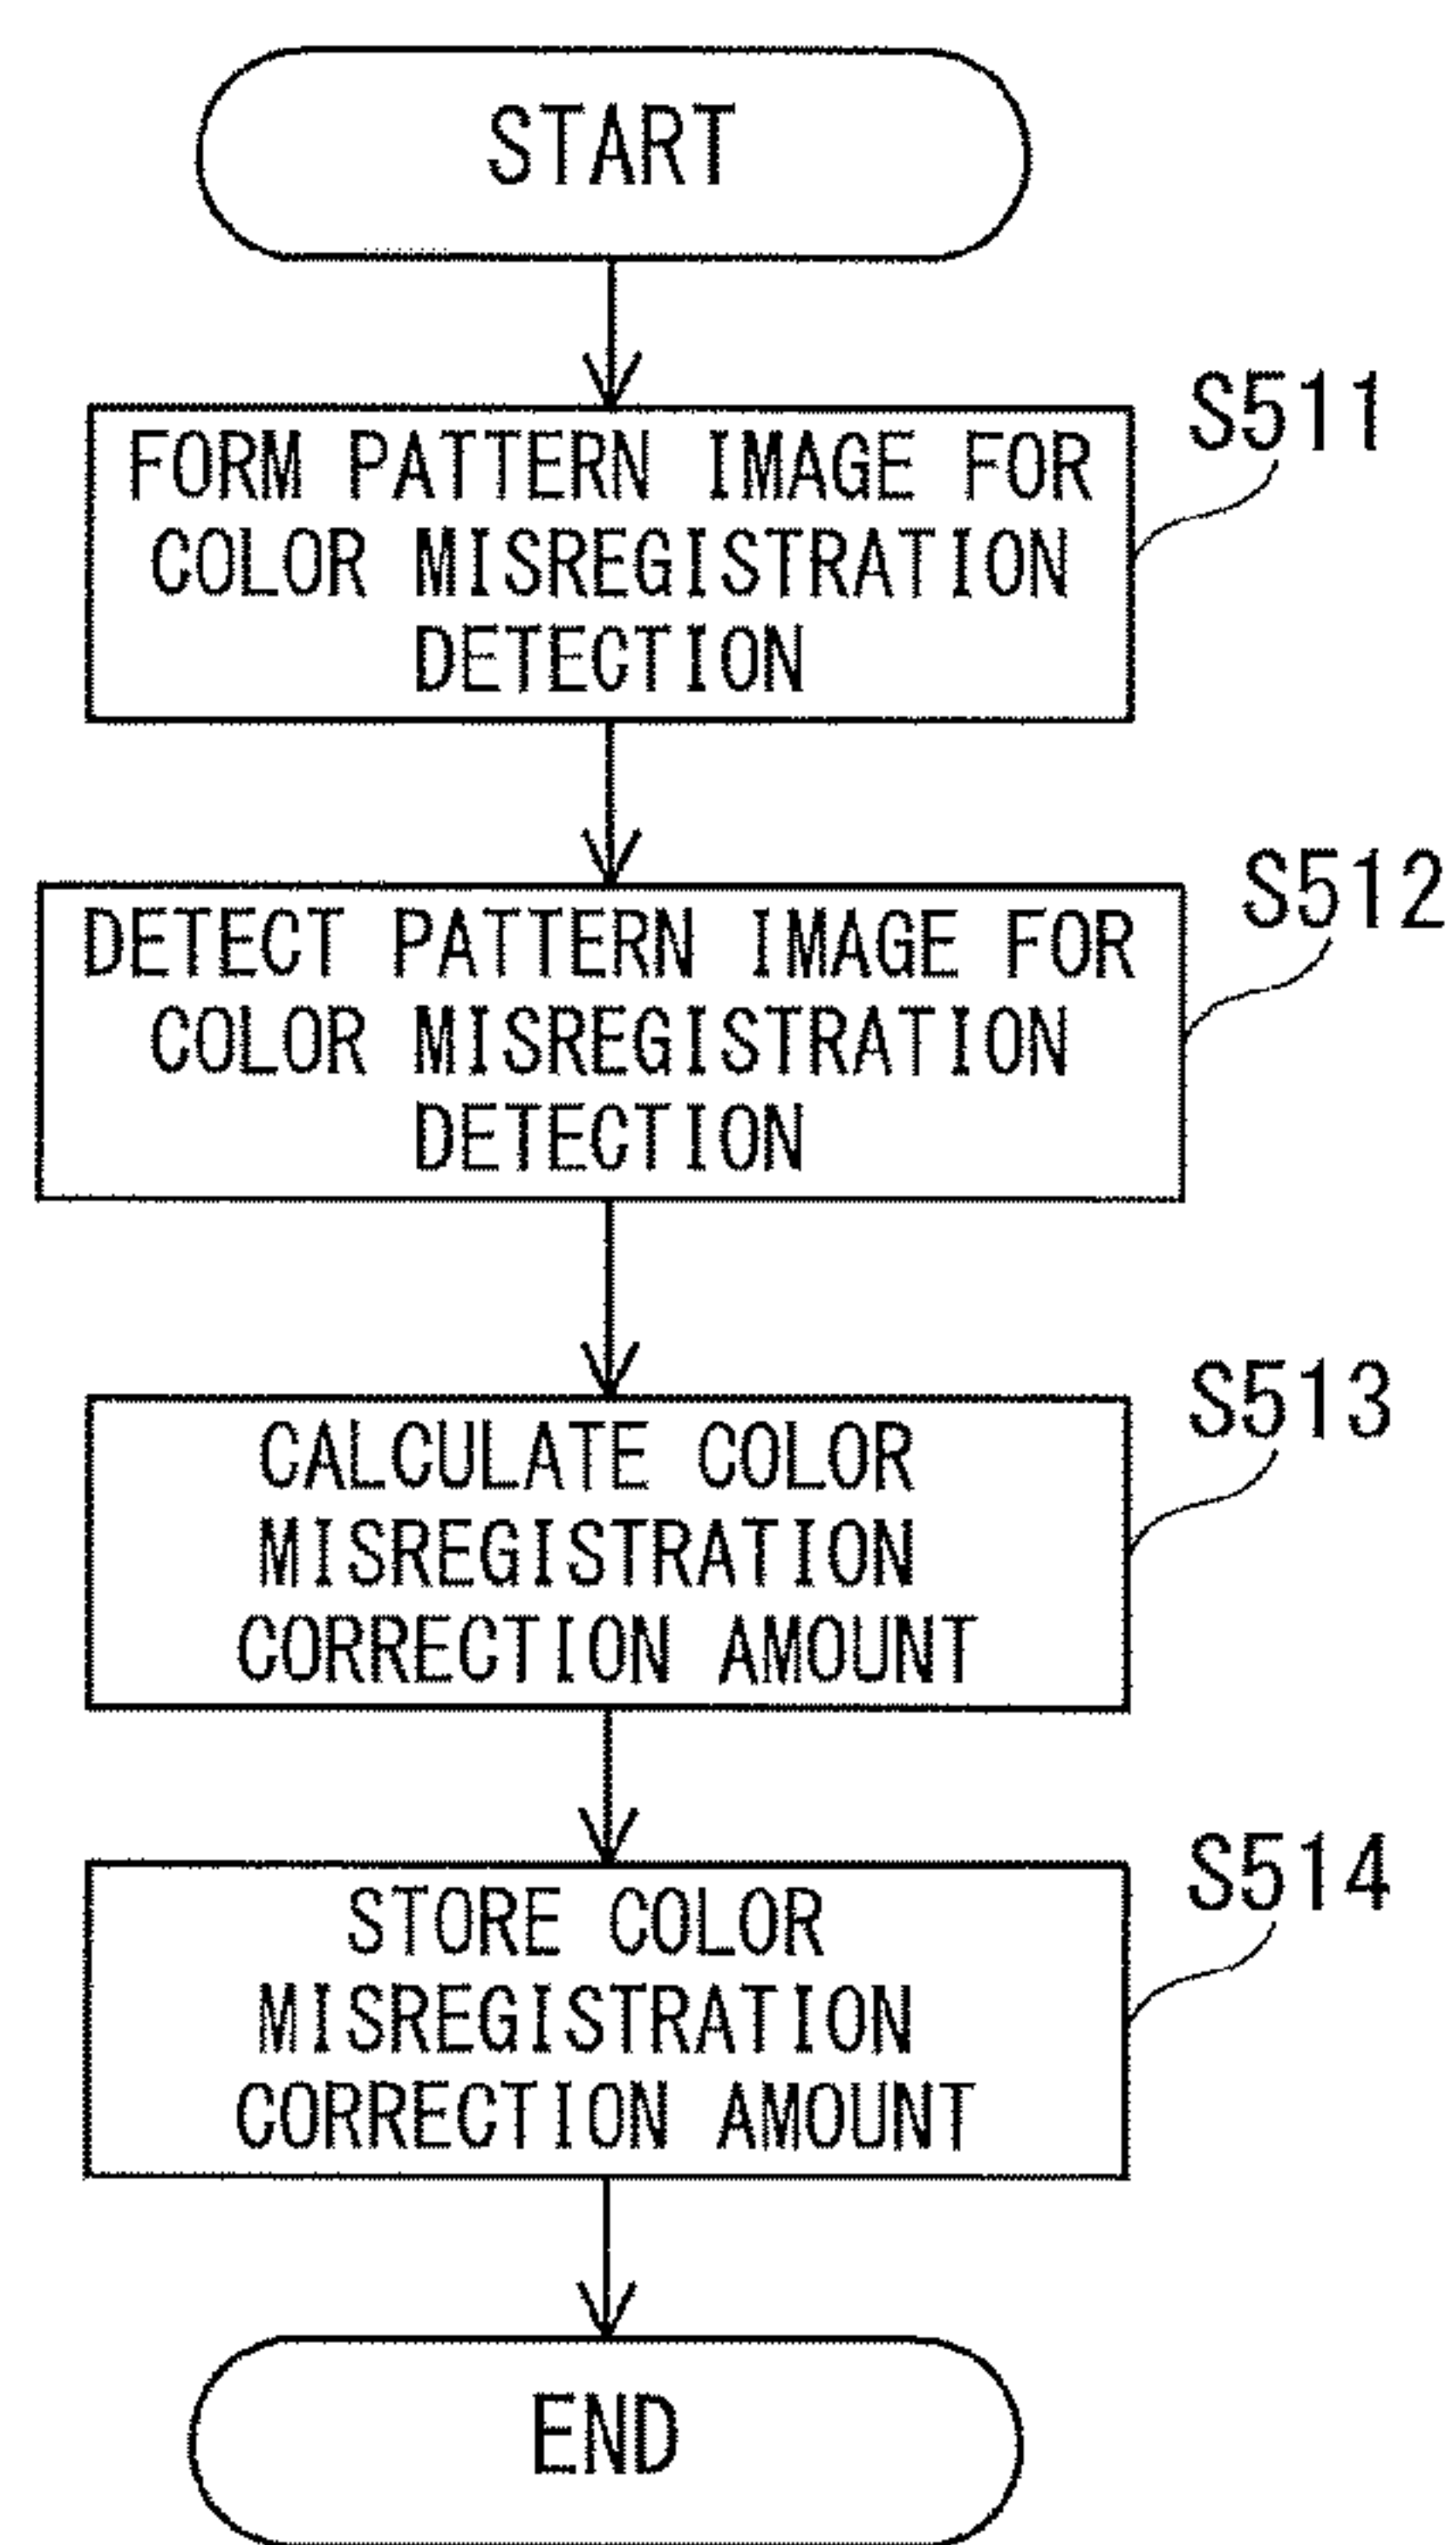 START
S511
FORM PATTERN IMAGE FOR
COLOR MISREGISTRATION
DETECTION
S512
DETECT PATTERN IMAGE FOR
COLOR MISREGISTRATION
DETECTION
S513
CALCULATE COLOR
MISREGISTRATION
CORRECTION AMOUNT
S514
STORE COLOR
MISREGISTRATION
CORRECTION AMOUNT
END